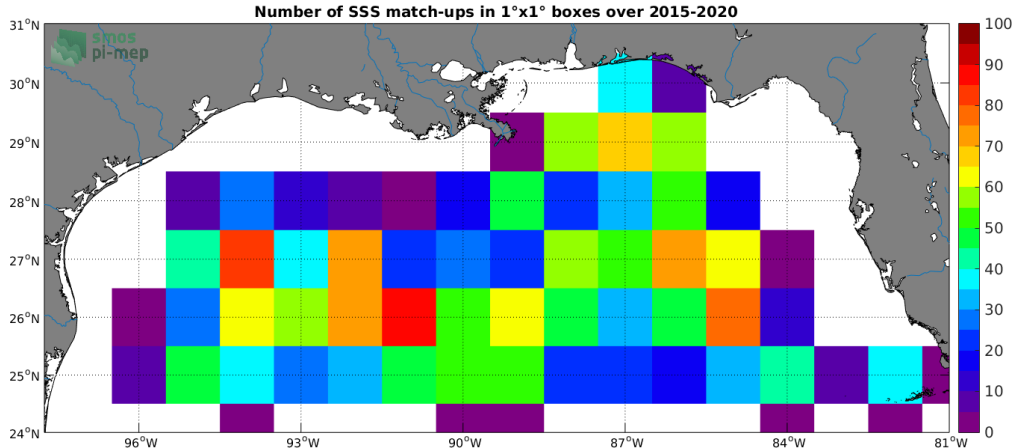 Number of SSS match-ups in 1°x1° boxes over 2015-2020
smos
pi-mep
31°N
30°N
29°N
28°N
27°N
26°N
25°N
24°N
96°W
93°W
90°W
87°W
84°W
81°W
100
90
80
70
60
50
40
30
20
10
0